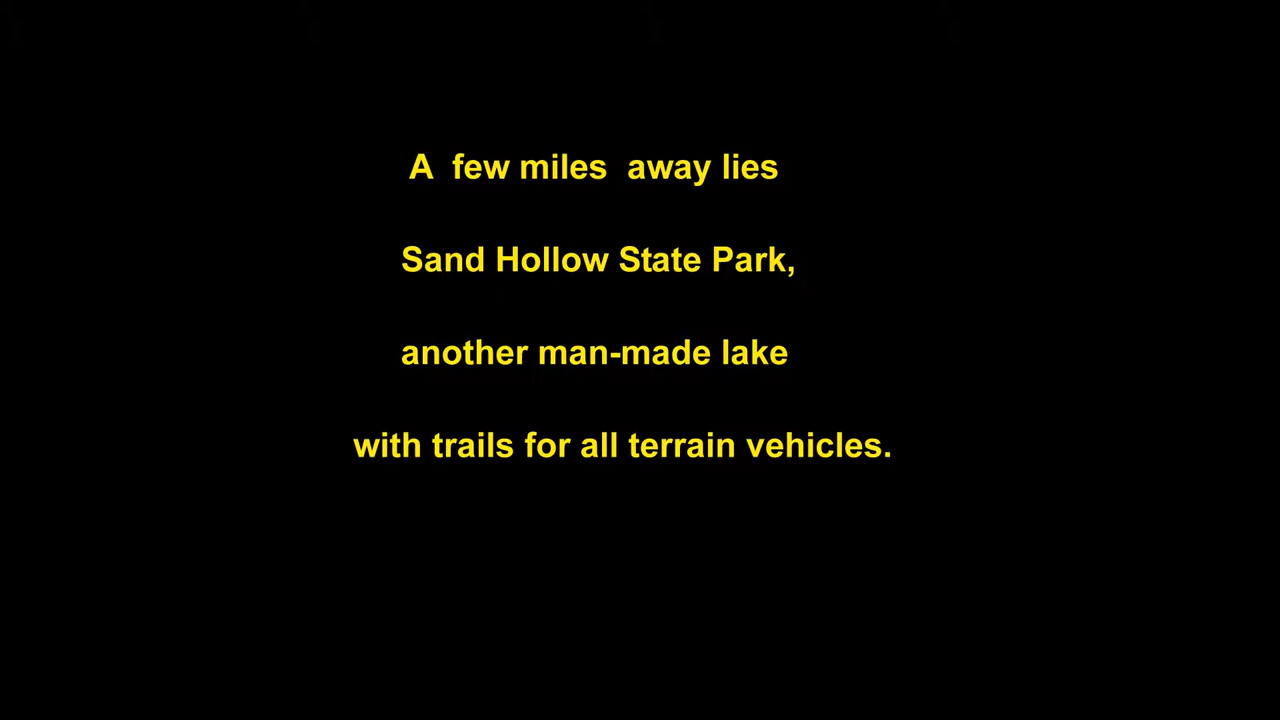 A  few miles  away lies
Sand Hollow State Park,
another man-made lake
with trails for all terrain vehicles.